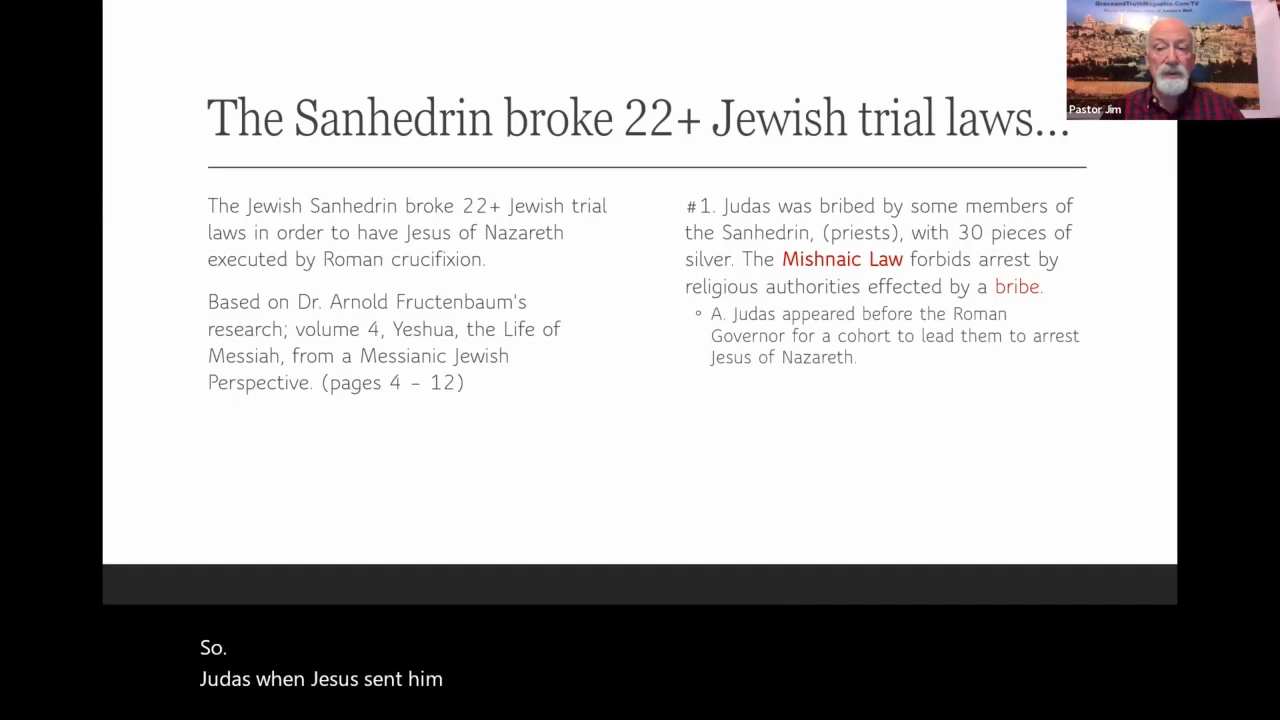 GraceandTruthMagazine.Com/TV
Pastor Jim
The Sanhedrin broke 22+ Jewish trial laws...
The Jewish Sanhedrin broke 22+ Jewish trial
laws in order to have Jesus of Nazareth
executed by Roman crucifixion.
Based on Dr. Arnold Fructenbaum's
research; volume 4, Yeshua, the Life of
Messiah, from a Messianic Jewish
Perspective. (pages 4 – 12)
#1. Judas was bribed by some members of
the Sanhedrin, (priests), with 30 pieces of
silver. The Mishnaic Law forbids arrest by
religious authorities effected by a bribe.
A. Judas appeared before the Roman
Governor for a cohort to lead them to arrest
Jesus of Nazareth.
So.
Judas when Jesus sent him